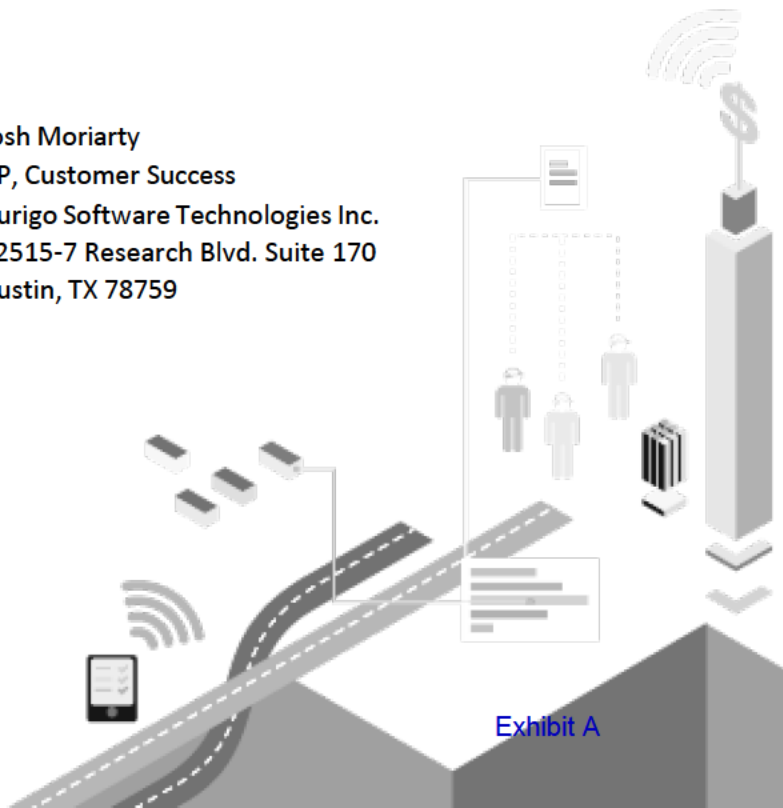 osh Moriarty
P, Customer Success
urigo Software Technologies Inc.
2515-7 Research Blvd. Suite 170
ustin, TX 78759
$
Exhibit A